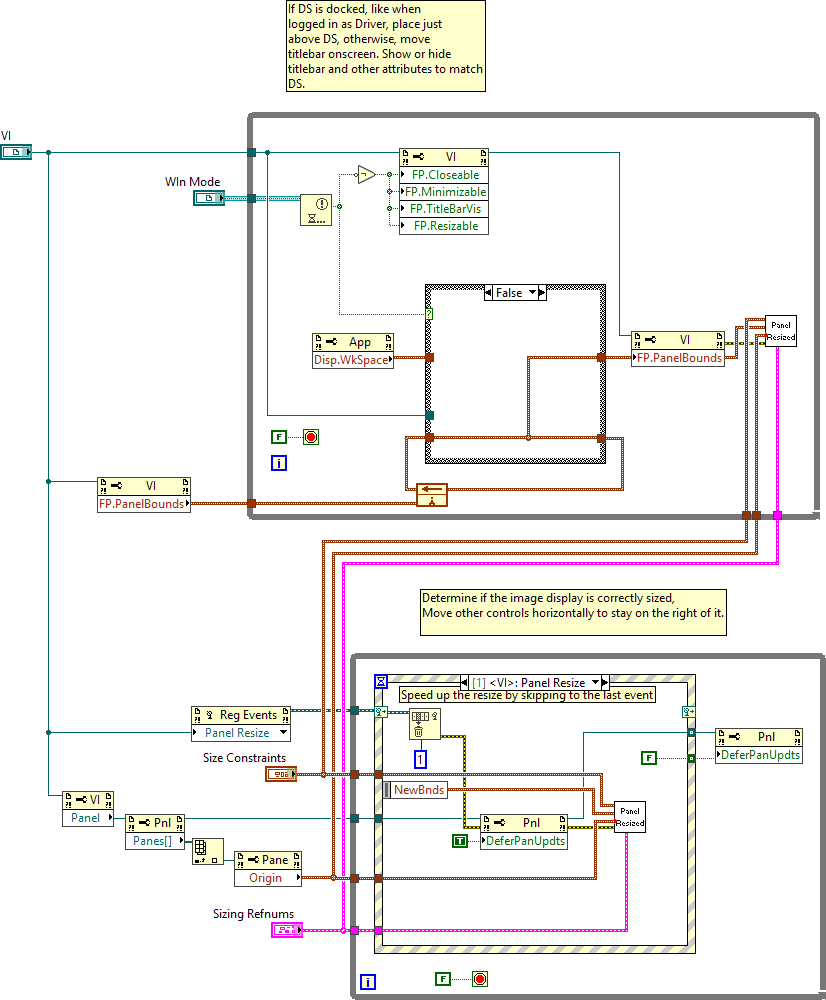 If DS is docked, like when
logged in as Driver, place just
above DS, otherwise, move
titlebar onscreen. Show or hide
titlebar and other attributes to match
DS.
VI
WIn Mode
VI
FP.Closeable
FP.Minimizable
FP.TitleBarVis
FP.Resizable
False
?
App
Disp.WkSpace
VI
FP.PanelBounds
Panel
Resized
F
i
VI
FP.PanelBounds
Determine if the image display is correctly sized,
Move other controls horizontally to stay on the right of it.
[1] <VI>: Panel Resize
Speed up the resize by skipping to the last event
Reg Events
Panel Resize
1
Pnl
DeferPanUpdts
F
Size Constraints
NewBnds
VI
Panel
Pnl
Panes[]
Pnl
DeferPanUpdts
T
Panel
Resized
Pane
Origin
Sizing Refnums
i
F